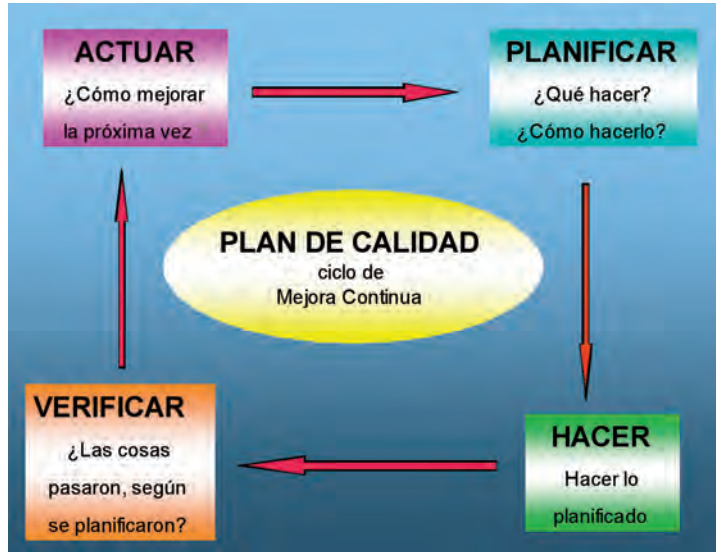 ACTUAR
¿Cómo mejorar
la próxima vez
PLANIFICAR
¿Qué hacer?
¿Cómo hacerlo?
PLAN DE CALIDAD
ciclo de
Mejora Continua
VERIFICAR
¿Las cosas
pasaron, según
se planificaron?
HACER
Hacer lo
planificado